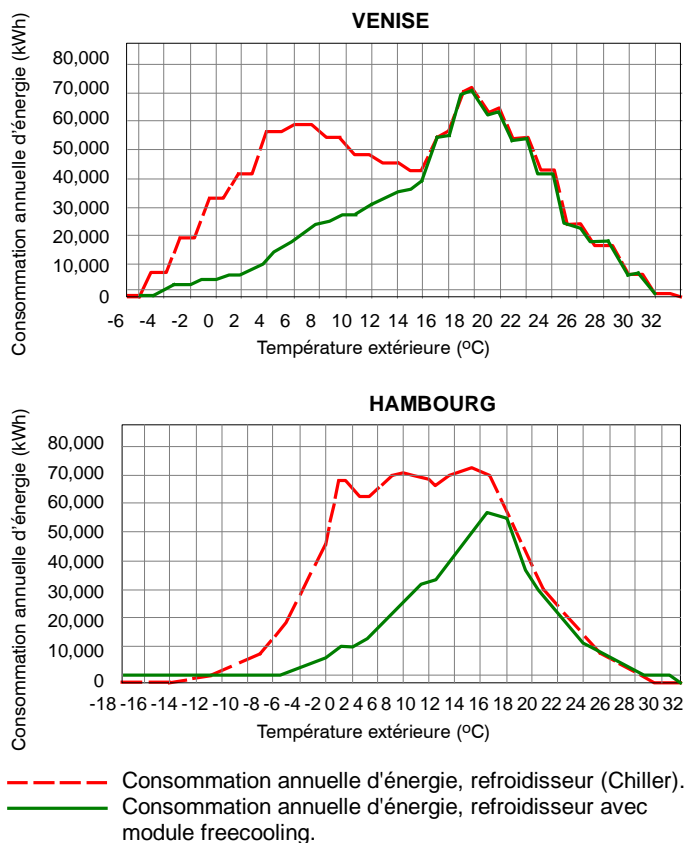 VENISE
Consommation annuelle d'énergie (kWh)
80,000
70,000
60,000
50,000
40,000
30,000
20,000
10,000
0
-6 -4 -2 0 2 4 6 8 10 12 14 16 18 20 22 24 26 28 30 32
Température extérieure (ºC)
HAMBOURG
Consommation annuelle d'énergie (kWh)
80,000
70,000
60,000
50,000
40,000
30,000
20,000
10,000
0
-18 -16 -14 -12 -10 -8 -6 -4 -2 0 2 4 6 8 10 12 14 16 18 20 22 24 26 28 30 32
Température extérieure (ºC)
Consommation annuelle d'énergie, refroidisseur (Chiller).
Consommation annuelle d'énergie, refroidisseur avec
module freecooling.